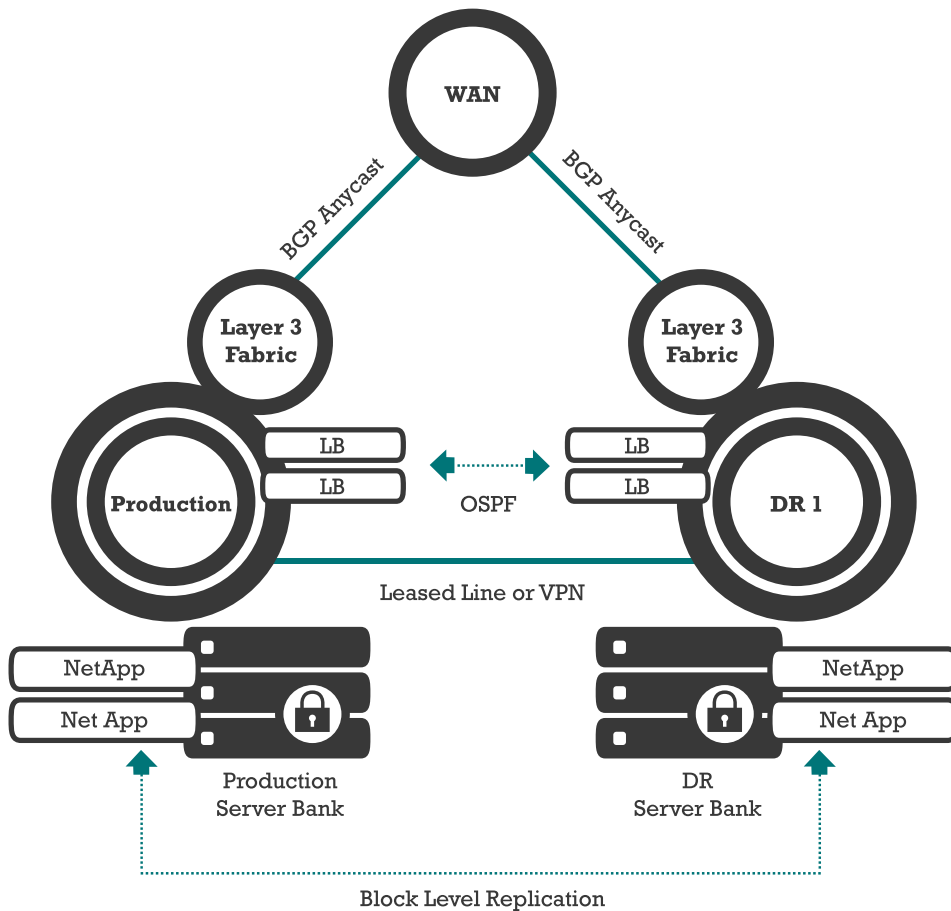 WAN
BGP Anycast
BGP Anycast
Layer 3
Fabric
Layer 3
Fabric
Production
LB
LB
OSPF
LB
LB
DR 1
Leased Line or VPN
NetApp
Net App
NetApp
Net App
Production
Server Bank
DR
Server Bank
Block Level Replication